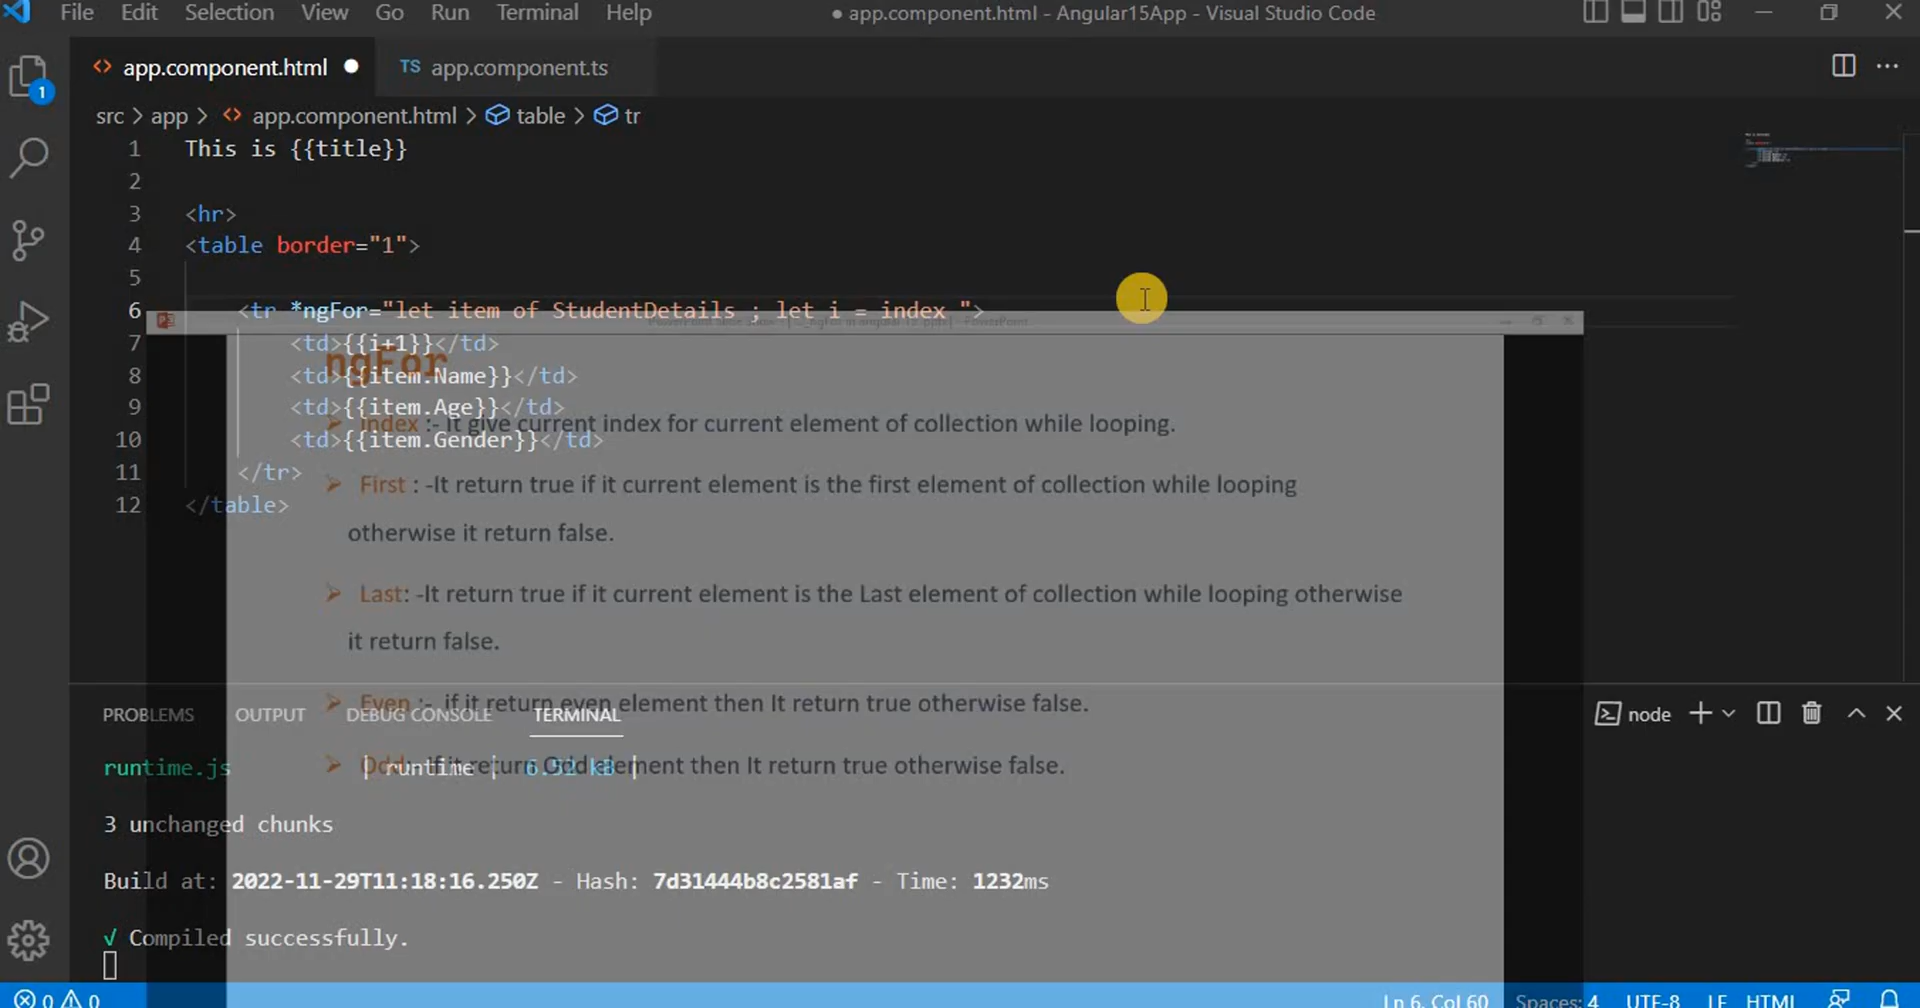 File Edit Selection View Go Run Terminal Help ● app.component.html - Angular15App - Visual Studio Code
app.component.html ● TS app.component.ts
1
src > app > app.component.html > table > tr
1 This is {{title}}
2
3 <hr>
4 <table border="1">
5
6 <tr *ngFor="let item of StudentDetails ; let i = index ">
7 <td>{{i+1}}</td>
ngFor
8 <td>{{item.Name}}</td>
9 <td>{{item.Age}}</td>
Index :- It give current index for current element of collection while looping.
10 <td>{{item.Gender}}</td>
11 </tr>
First : -It return true if it current element is the first element of collection while looping
12 </table>
otherwise it return false.
Last: -It return true if it current element is the Last element of collection while looping otherwise
it return false.
Even :- if it return even element then It return true otherwise false.
PROBLEMS OUTPUT DEBUG CONSOLE TERMINAL node
Odd:- if it return Odd element then It return true otherwise false.
runtime.js | runtime | 6.52 kB |
3 unchanged chunks
Build at: 2022-11-29T11:18:16.250Z - Hash: 7d31444b8c2581af - Time: 1232ms
√ Compiled successfully.
0 0 Ln 6, Col 60 Spaces: 4 UTF-8 LF HTML